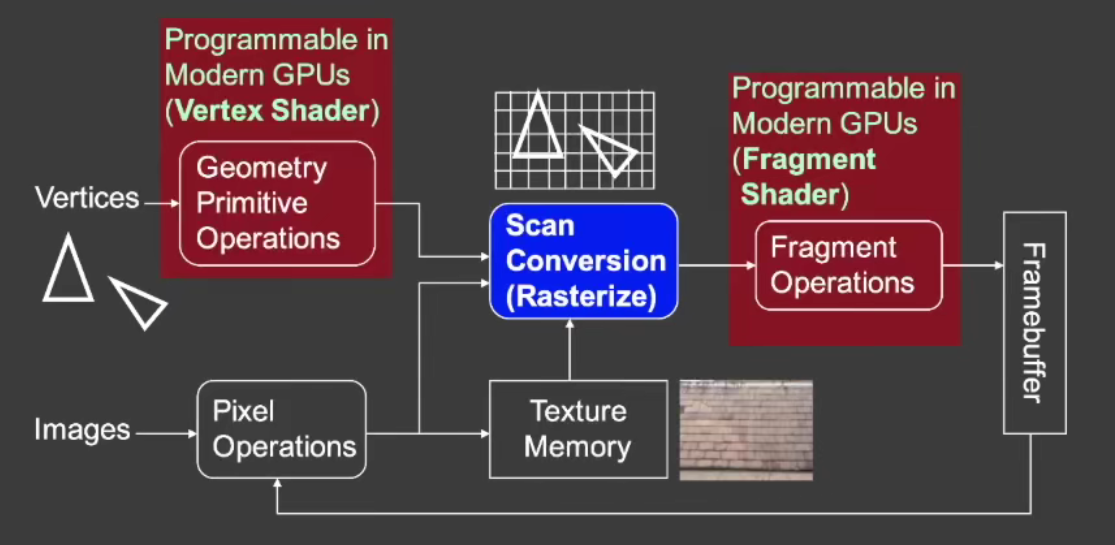 Programmable in
Modern GPUs
(Vertex Shader)
Geometry
Primitive
Operations
Vertices
Scan
Conversion
(Rasterize)
Programmable in
Modern GPUs
(Fragment
Shader)
Fragment
Operations
Framebuffer
Images
Pixel
Operations
Texture
Memory